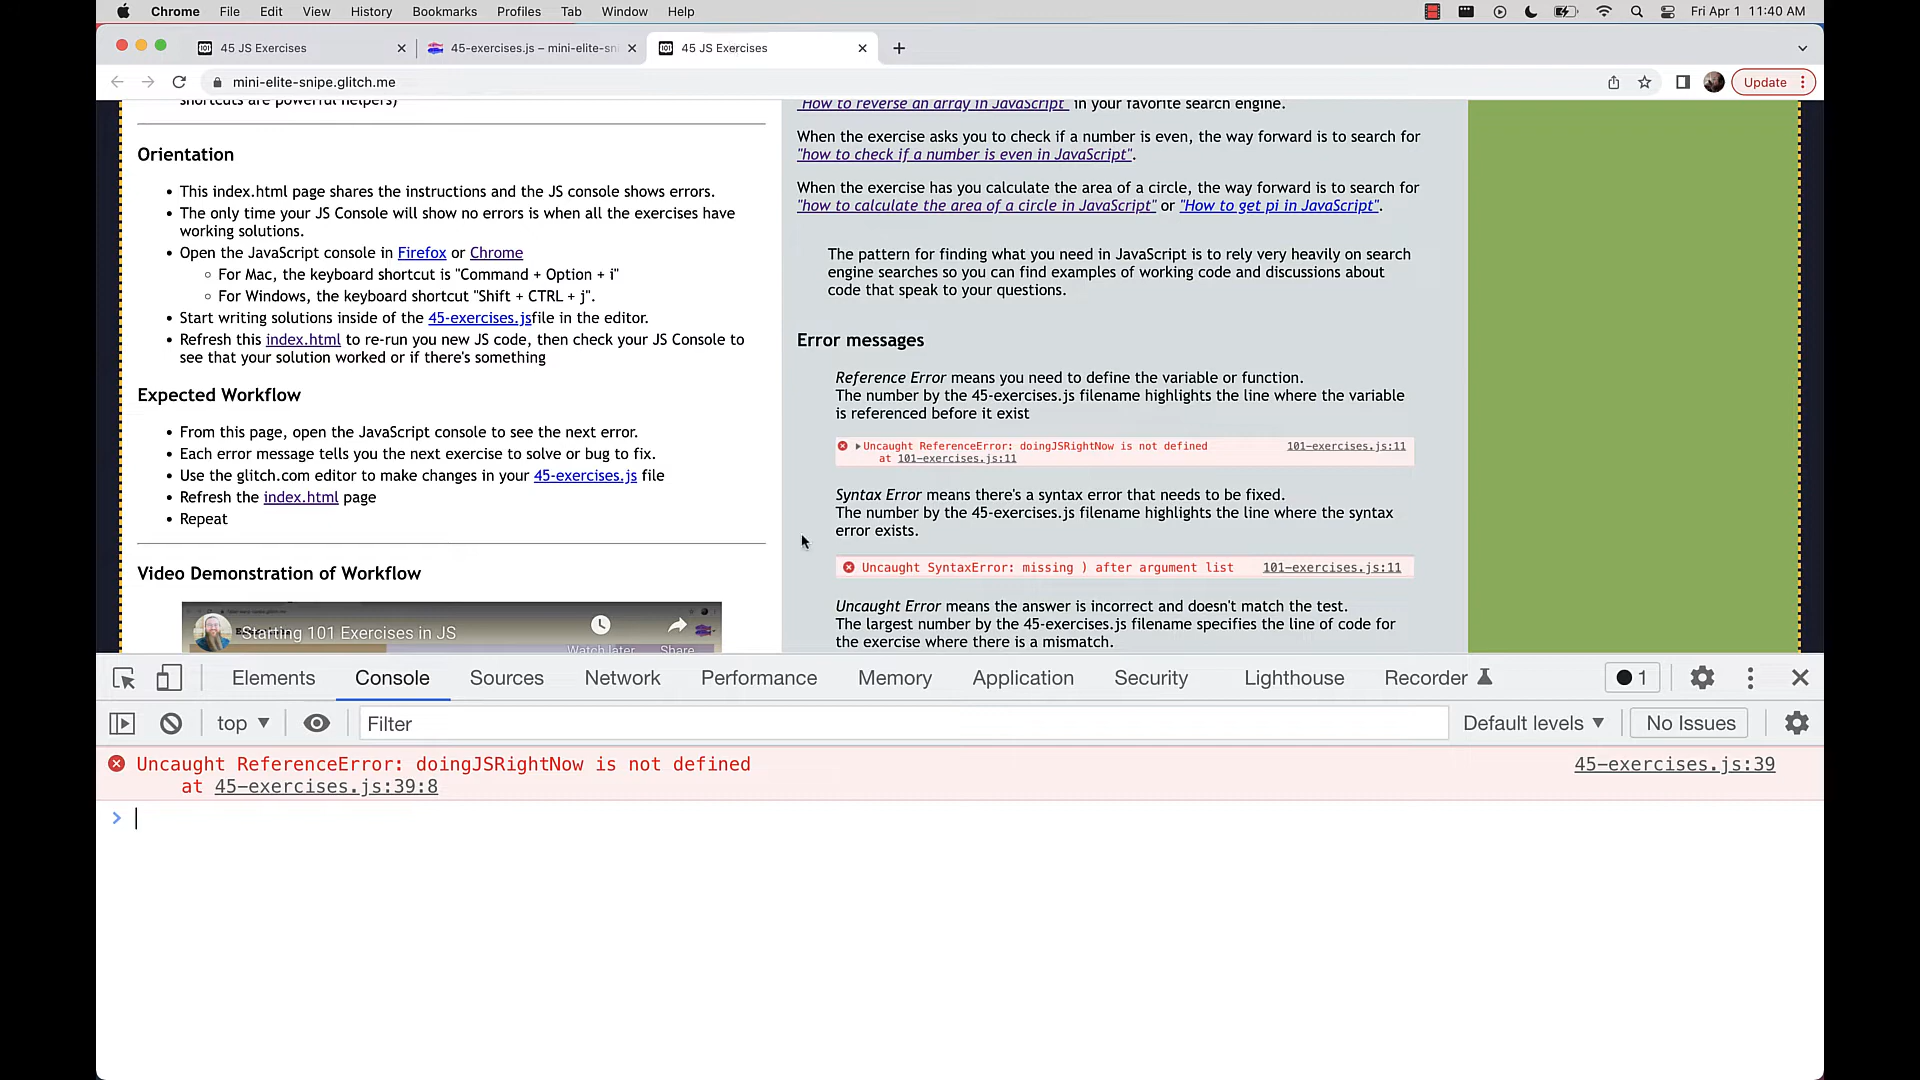 Chrome File Edit View History Bookmarks Profiles Tab Window Help Fri Apr 1 11:40 AM
45 JS Exercises 45-exercises.js – mini-elite-sn 45 JS Exercises
mini-elite-snipe.glitch.me Update
shortcuts are powerful helpers)
Orientation
This index.html page shares the instructions and the JS console shows errors.
The only time your JS Console will show no errors is when all the exercises have
working solutions.
Open the JavaScript console in Firefox or Chrome
For Mac, the keyboard shortcut is "Command + Option + i"
For Windows, the keyboard shortcut "Shift + CTRL + j".
Start writing solutions inside of the 45-exercises.jsfile in the editor.
Refresh this index.html to re-run you new JS code, then check your JS Console to
see that your solution worked or if there's something
Expected Workflow
From this page, open the JavaScript console to see the next error.
Each error message tells you the next exercise to solve or bug to fix.
Use the glitch.com editor to make changes in your 45-exercises.js file
Refresh the index.html page
Repeat
Video Demonstration of Workflow
Starting 101 Exercises in JS
Watch later Share
"How to reverse an array in JavaScript" in your favorite search engine.
When the exercise asks you to check if a number is even, the way forward is to search for
"how to check if a number is even in JavaScript".
When the exercise has you calculate the area of a circle, the way forward is to search for
"how to calculate the area of a circle in JavaScript" or "How to get pi in JavaScript".
The pattern for finding what you need in JavaScript is to rely very heavily on search
engine searches so you can find examples of working code and discussions about
code that speak to your questions.
Error messages
Reference Error means you need to define the variable or function.
The number by the 45-exercises.js filename highlights the line where the variable
is referenced before it exist
Uncaught ReferenceError: doingJSRightNow is not defined 101-exercises.js:11
at 101-exercises.js:11
Syntax Error means there's a syntax error that needs to be fixed.
The number by the 45-exercises.js filename highlights the line where the syntax
error exists.
Uncaught SyntaxError: missing ) after argument list 101-exercises.js:11
Uncaught Error means the answer is incorrect and doesn't match the test.
The largest number by the 45-exercises.js filename specifies the line of code for
the exercise where there is a mismatch.
Elements Console Sources Network Performance Memory Application Security Lighthouse Recorder 1
top Filter Default levels No Issues
Uncaught ReferenceError: doingJSRightNow is not defined 45-exercises.js:39
at 45-exercises.js:39:8
>